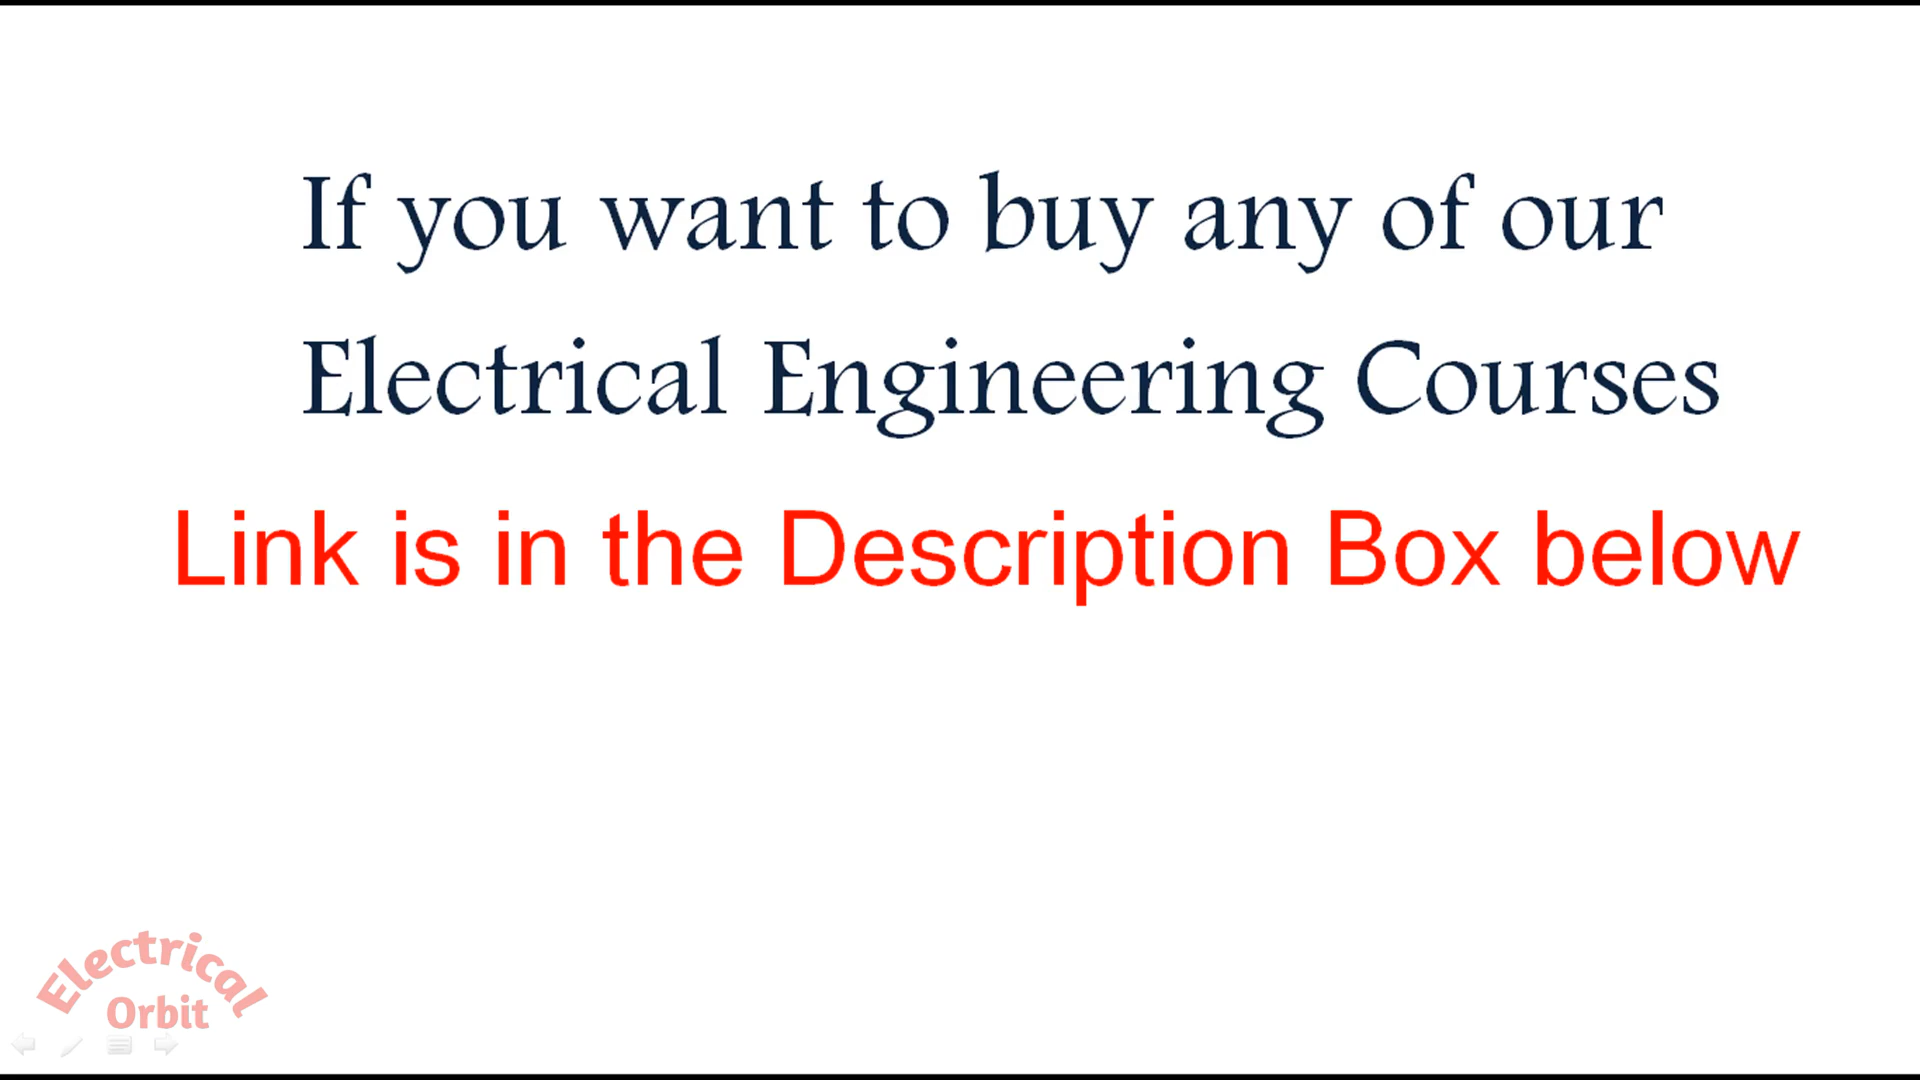 If you want to buy any of our
Electrical Engineering Courses
Link is in the Description Box below
Electrical
Orbit